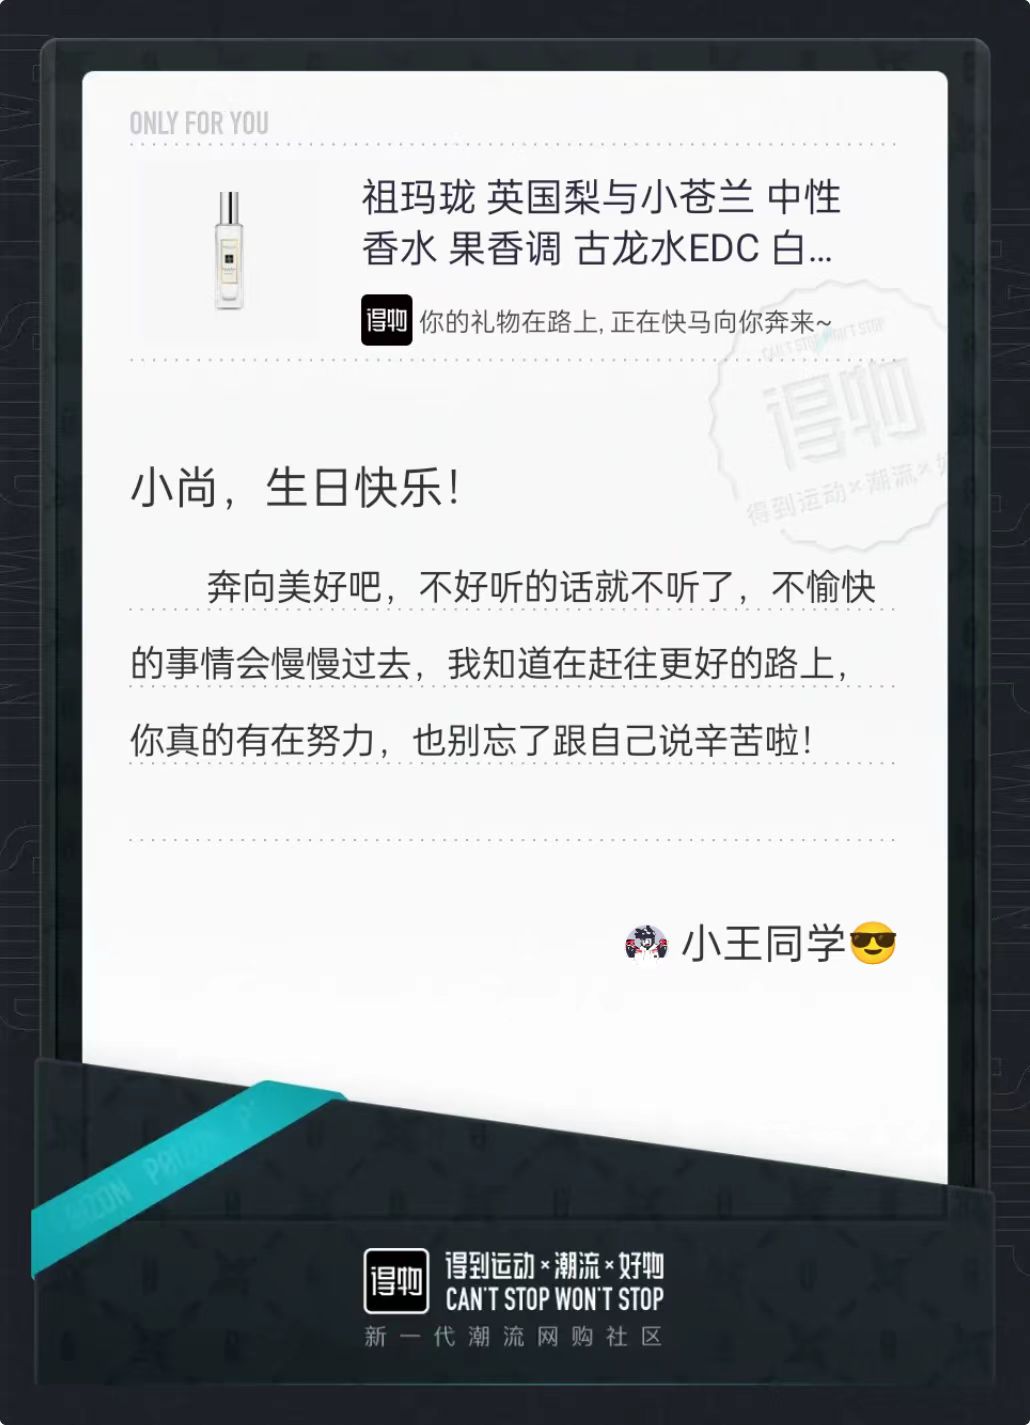 ONLY FOR YOU
祖玛珑 英国梨与小苍兰 中性
香水 果香调 古龙水EDC 白...
得物 你的礼物在路上, 正在快马向你奔来~
CAN'T STOP WON'T STOP
得物
得到运动×潮流×
小尚，生日快乐！
奔向美好吧，不好听的话就不听了，不愉快
的事情会慢慢过去，我知道在赶往更好的路上，
你真的有在努力，也别忘了跟自己说辛苦啦！
小王同学😎
得物 得到运动×潮流×好物
CAN'T STOP WON'T STOP
新一代潮流网购社区